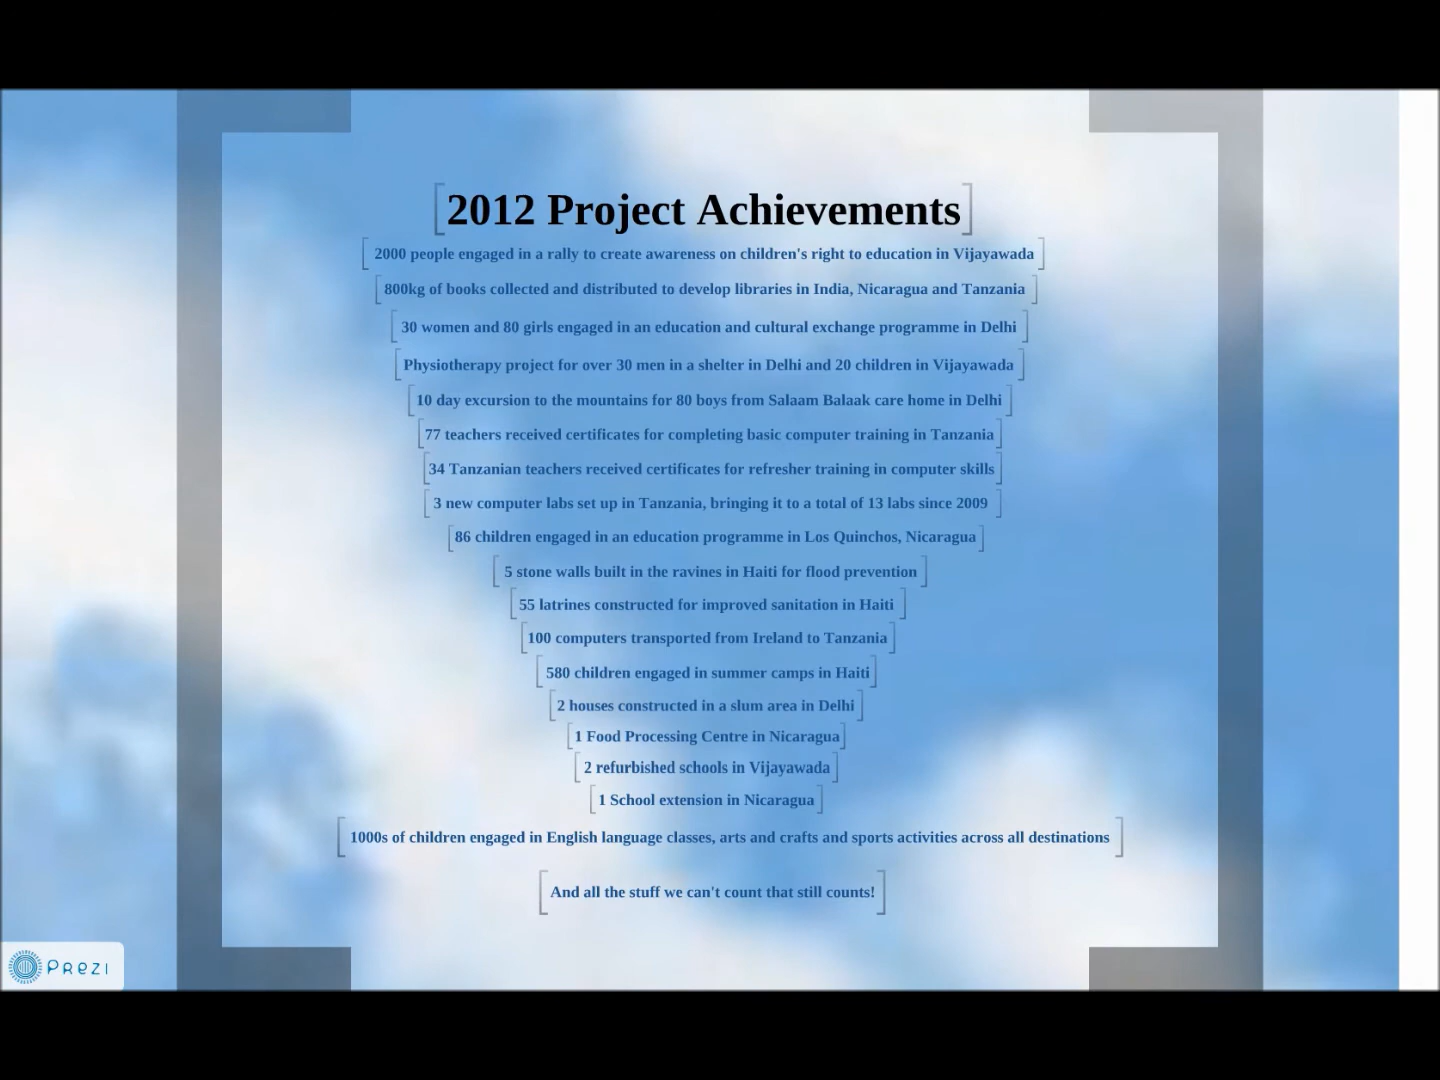 2012 Project Achievements
2000 people engaged in a rally to create awareness on children's right to education in Vijayawada
800kg of books collected and distributed to develop libraries in India, Nicaragua and Tanzania
30 women and 80 girls engaged in an education and cultural exchange programme in Delhi
Physiotherapy project for over 30 men in a shelter in Delhi and 20 children in Vijayawada
10 day excursion to the mountains for 80 boys from Salaam Balaak care home in Delhi
77 teachers received certificates for completing basic computer training in Tanzania
34 Tanzanian teachers received certificates for refresher training in computer skills
3 new computer labs set up in Tanzania, bringing it to a total of 13 labs since 2009
86 children engaged in an education programme in Los Quinchos, Nicaragua
5 stone walls built in the ravines in Haiti for flood prevention
55 latrines constructed for improved sanitation in Haiti
100 computers transported from Ireland to Tanzania
580 children engaged in summer camps in Haiti
2 houses constructed in a slum area in Delhi
1 Food Processing Centre in Nicaragua
2 refurbished schools in Vijayawada
1 School extension in Nicaragua
1000s of children engaged in English language classes, arts and crafts and sports activities across all destinations
And all the stuff we can't count that still counts!
Prezi